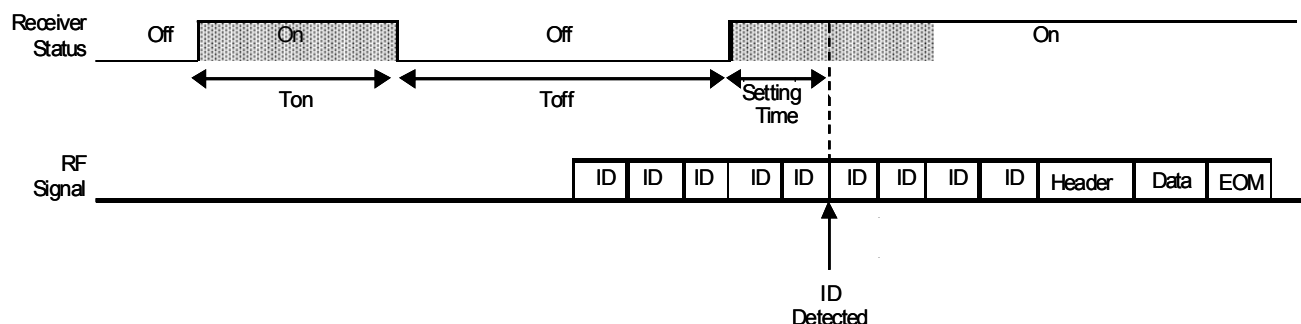 Receiver
Status
Off
On
Off
On
Ton
Toff
Setting
Time
RF
Signal
ID ID ID ID ID ID ID ID ID Header Data EOM
ID
Detected